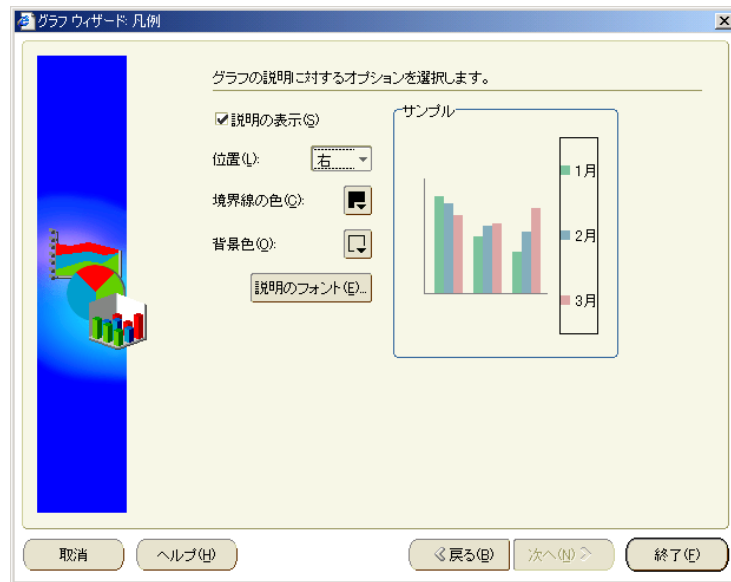 グラフ ウィザード: 凡例
グラフの説明に対するオプションを選択します。
説明の表示(S)
位置(L):
右
境界線の色(C):
背景色(O):
説明のフォント(E)...
サンプル
1月
2月
3月
取消
ヘルプ(H)
戻る(B)
次へ(N)
終了(F)